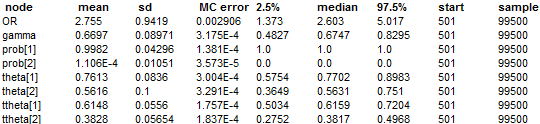 node mean sd MC error 2.5% median 97.5% start sample
OR 2.755 0.9419 0.002906 1.373 2.603 5.017 501 99500
gamma 0.6697 0.08971 3.175E-4 0.4827 0.6747 0.8295 501 99500
prob[1] 0.9982 0.04296 1.381E-4 1.0 1.0 1.0 501 99500
prob[2] 1.106E-4 0.01051 3.573E-5 0.0 0.0 0.0 501 99500
theta[1] 0.7613 0.0836 3.004E-4 0.5754 0.7702 0.8983 501 99500
theta[2] 0.5616 0.1 3.291E-4 0.3649 0.5631 0.751 501 99500
ttheta[1] 0.6148 0.0556 1.757E-4 0.5034 0.6159 0.7204 501 99500
ttheta[2] 0.3828 0.05654 1.837E-4 0.2752 0.3817 0.4968 501 99500